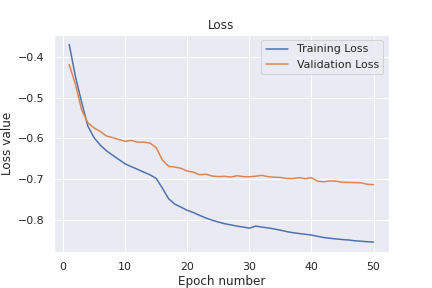 Loss
Training Loss
Validation Loss
−0.4
−0.5
−0.6
−0.7
−0.8
Loss value
0
10
20
30
40
50
Epoch number